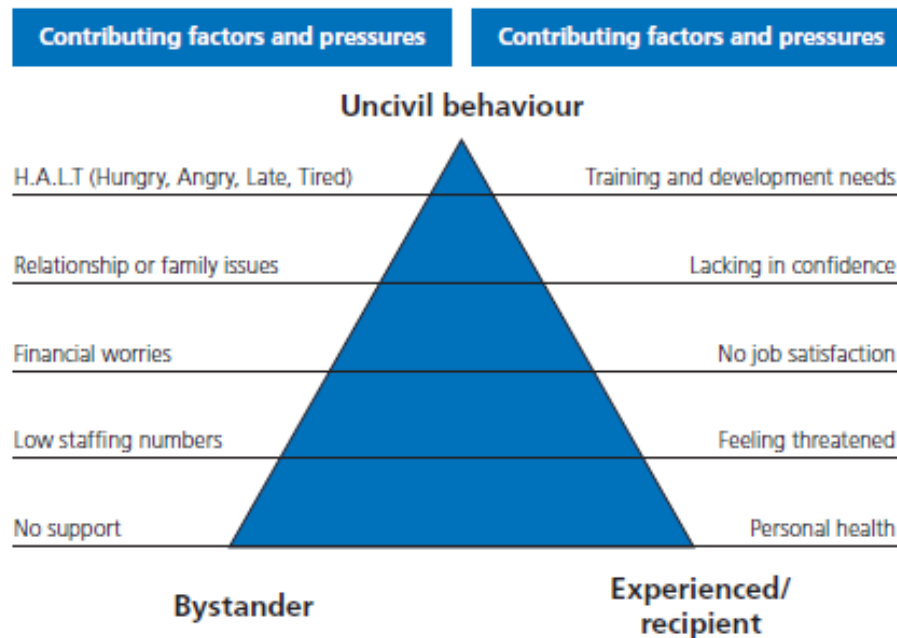 Contributing factors and pressures
Contributing factors and pressures
Uncivil behaviour
H.A.L.T (Hungry, Angry, Late, Tired)
Training and development needs
Relationship or family issues
Lacking in confidence
Financial worries
No job satisfaction
Low staffing numbers
Feeling threatened
No support
Personal health
Bystander
Experienced/
recipient